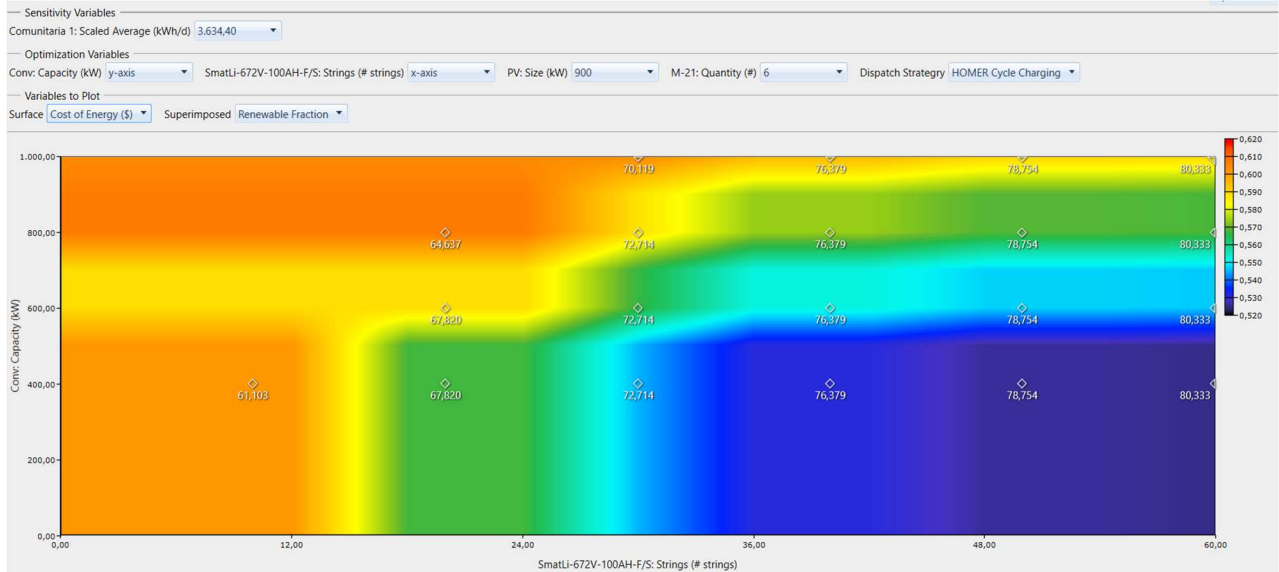 Sensitivity Variables
Comunitaria 1: Scaled Average (kWh/d) 3.634,40
Optimization Variables
Conv: Capacity (kW) y-axis SmatLi-672V-100AH-F/S: Strings (# strings) x-axis PV: Size (kW) 900 M-21: Quantity (#) 6 Dispatch Strategry HOMER Cycle Charging
Variables to Plot
Surface Cost of Energy ($) Superimposed Renewable Fraction
1.000,00
800,00
600,00
400,00
200,00
0,00
Conv: Capacity (kW)
70,119 76,379 78,754 80,333
64,637 72,714 76,379 78,754 80,333
67,820 72,714 76,379 78,754 80,333
61,103 67,820 72,714 76,379 78,754 80,333
0,00 12,00 24,00 36,00 48,00 60,00
SmatLi-672V-100AH-F/S: Strings (# strings)
0,620
0,610
0,600
0,590
0,580
0,570
0,560
0,550
0,540
0,530
0,520